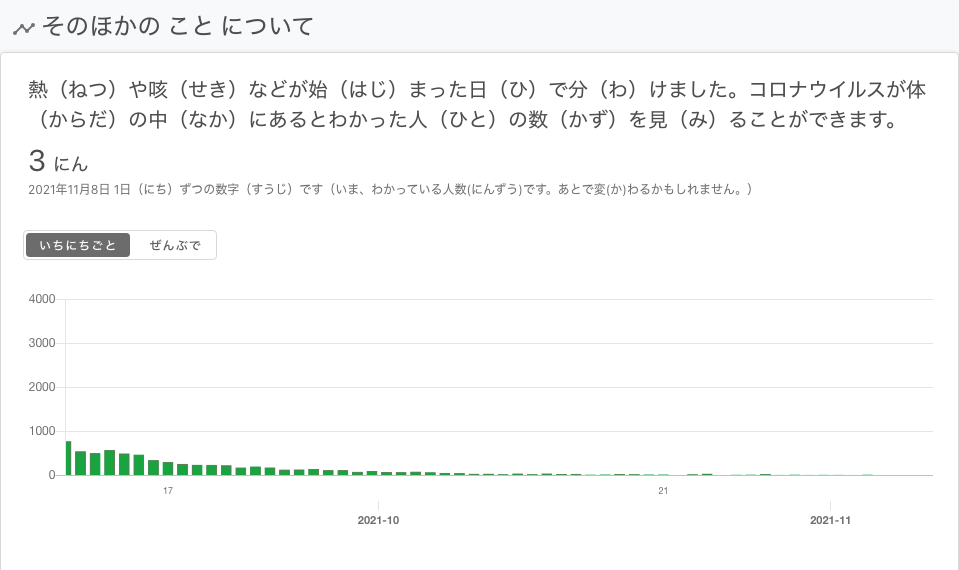 そのほかの こと について
熱（ねつ）や咳（せき）などが始（はじ）まった日（ひ）で分（わ）けました。コロナウイルスが体
（からだ）の中（なか）にあるとわかった人（ひと）の数（かず）を見（み）ることができます。
3 にん
2021年11月8日 1日（にち）ずつの数字（すうじ）です（いま、わかっている人数(にんずう)です。あとで変(か)わるかもしれません。）
いちにちごと ぜんぶで
4000
3000
2000
1000
0
17 21
2021-10 2021-11